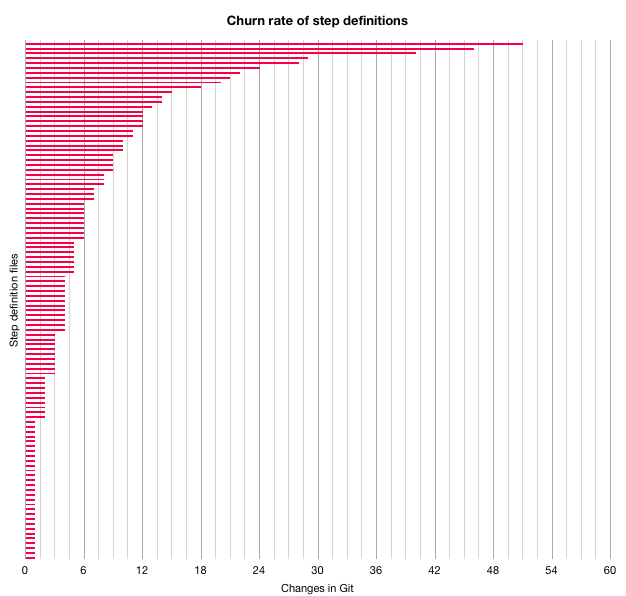 Churn rate of step definitions
Step definition files
0 6 12 18 24 30 36 42 48 54 60
Changes in Git